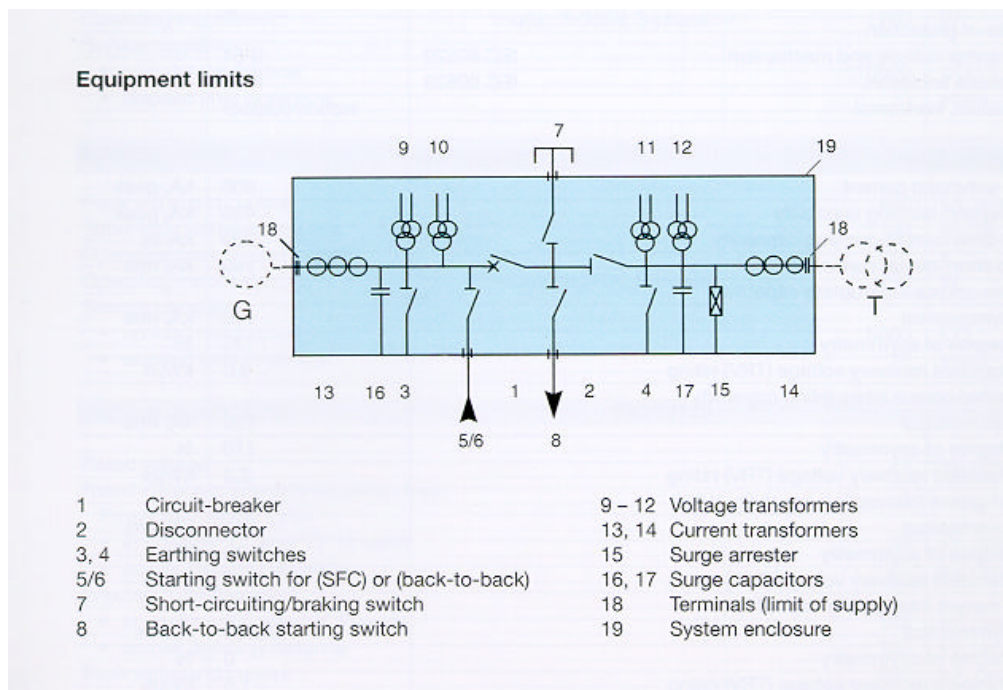 Equipment limits
7
9 10 11 12 19
18 18
G T
13 16 3 1 2 4 17 15 14
5/6 8
1 Circuit-breaker
2 Disconnector
3, 4 Earthing switches
5/6 Starting switch for (SFC) or (back-to-back)
7 Short-circuiting/braking switch
8 Back-to-back starting switch
9 – 12 Voltage transformers
13, 14 Current transformers
15 Surge arrester
16, 17 Surge capacitors
18 Terminals (limit of supply)
19 System enclosure